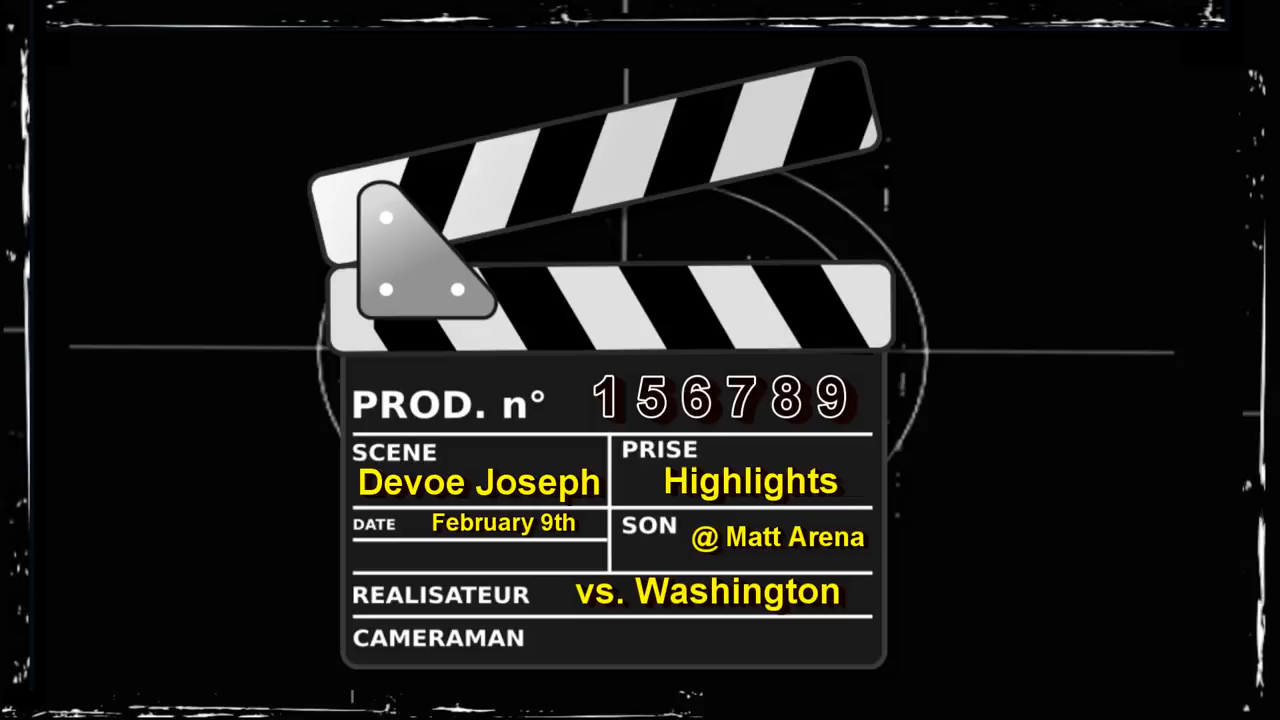 PROD. n° 156789
SCENE
Devoe Joseph
PRISE
Highlights
DATE February 9th
SON @ Matt Arena
REALISATEUR vs. Washington
CAMERAMAN